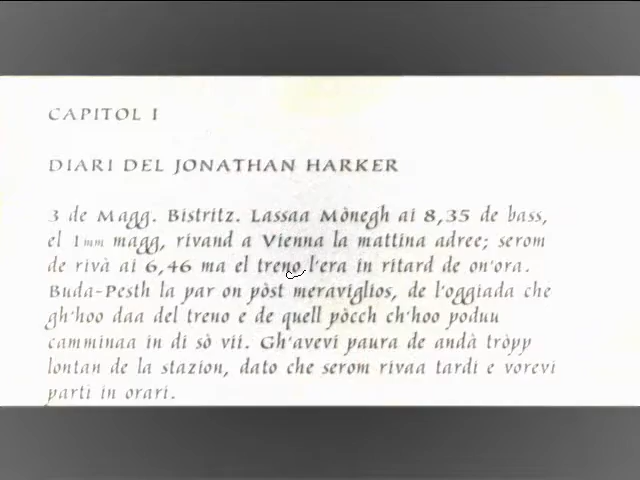 CAPITOL I
DIARI DEL JONATHAN HARKER
3 de Magg. Bistritz. Lassaa Mònegh ai 8,35 de bass,
el 1mm magg, rivand a Vienna la mattina adree; serom
de rivà ai 6,46 ma el treno l'era in ritard de on'ora.
Buda-Pesth la par on pòst meraviglios, de l'oggiada che
gh'hoo daa del treno e de quell pòcch ch'hoo poduu
camminaa in di sò vii. Gh'avevi paura de andà tròpp
lontan de la stazion, dato che serom rivaa tardi e vorevi
parti in orari.